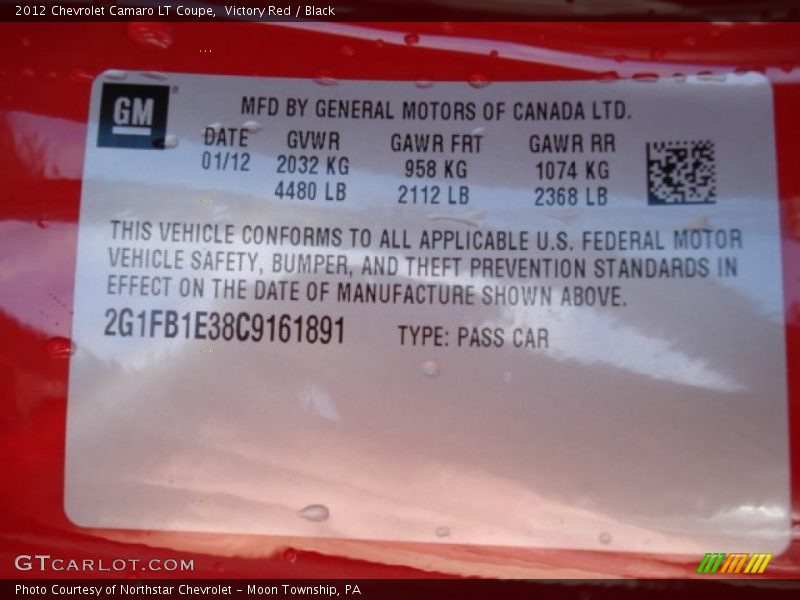 2012 Chevrolet Camaro LT Coupe, Victory Red / Black
GM
MFD BY GENERAL MOTORS OF CANADA LTD.
DATE GVWR GAWR FRT GAWR RR
01/12 2032 KG 958 KG 1074 KG
4480 LB 2112 LB 2368 LB
THIS VEHICLE CONFORMS TO ALL APPLICABLE U.S. FEDERAL MOTOR
VEHICLE SAFETY, BUMPER, AND THEFT PREVENTION STANDARDS IN
EFFECT ON THE DATE OF MANUFACTURE SHOWN ABOVE.
2G1FB1E38C9161891 TYPE: PASS CAR
GTCARLOT.COM
Photo Courtesy of Northstar Chevrolet - Moon Township, PA